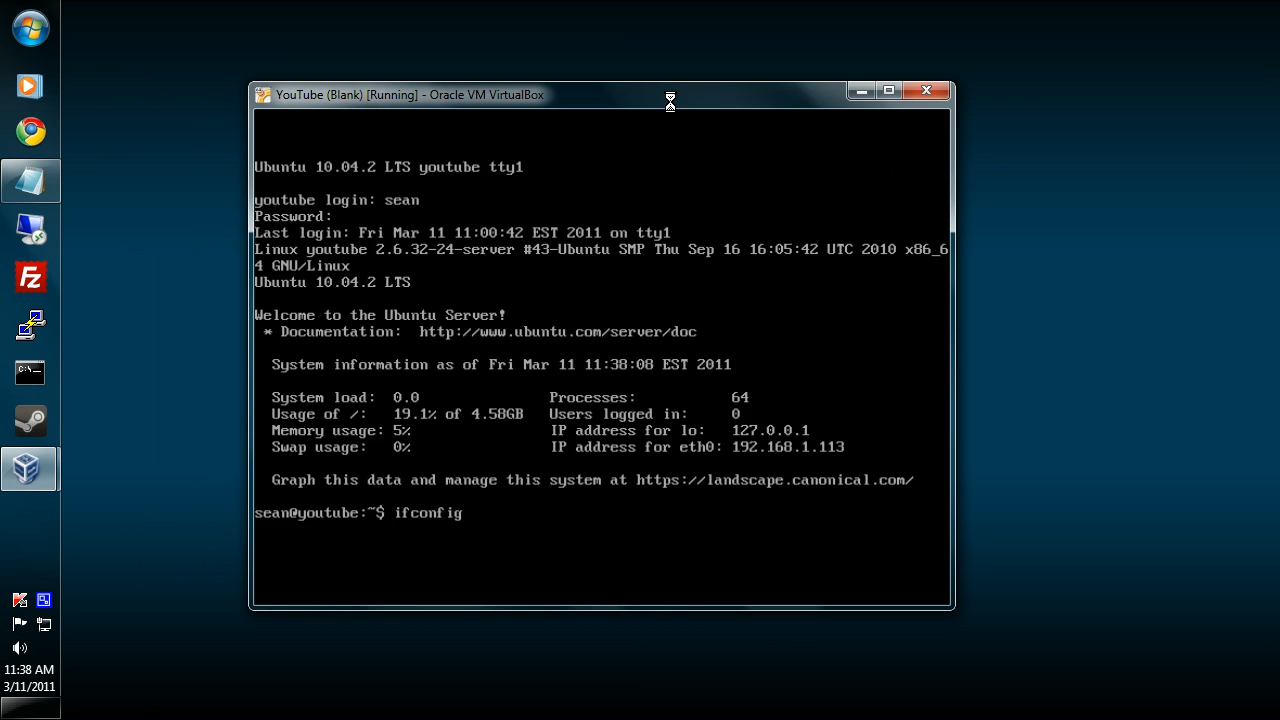 YouTube (Blank) [Running] - Oracle VM VirtualBox
Ubuntu 10.04.2 LTS youtube tty1
youtube login: sean
Password:
Last login: Fri Mar 11 11:00:42 EST 2011 on tty1
Linux youtube 2.6.32-24-server #43-Ubuntu SMP Thu Sep 16 16:05:42 UTC 2010 x86_6
4 GNU/Linux
Ubuntu 10.04.2 LTS
Welcome to the Ubuntu Server!
* Documentation:  http://www.ubuntu.com/server/doc
System information as of Fri Mar 11 11:38:08 EST 2011
System load:  0.0               Processes:           64
Usage of /:   19.1% of 4.58GB   Users logged in:     0
Memory usage: 5%                IP address for lo:   127.0.0.1
Swap usage:   0%                IP address for eth0: 192.168.1.113
Graph this data and manage this system at https://landscape.canonical.com/
sean@youtube:~$ ifconfig
FZ
C:\>_
11:38 AM
3/11/2011